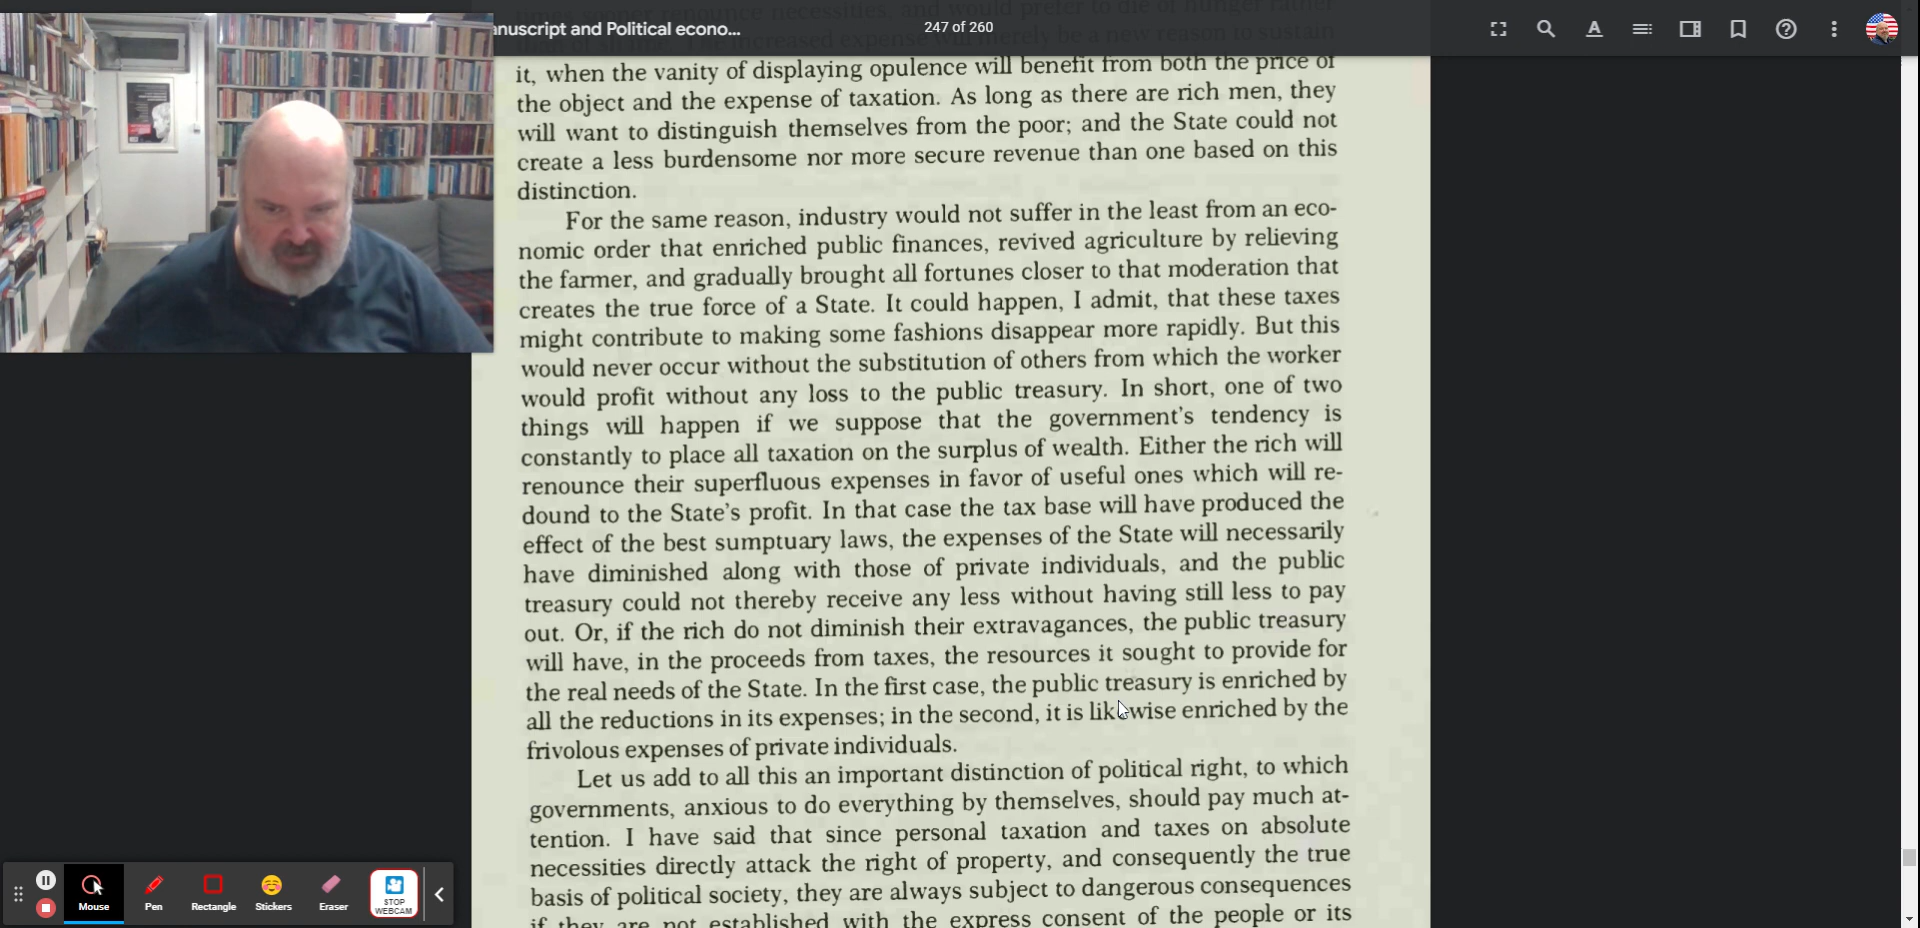 nuscript and Political econo...
247 of 260
it, when the vanity of displaying opulence will benefit from both the price of
the object and the expense of taxation. As long as there are rich men, they
will want to distinguish themselves from the poor; and the State could not
create a less burdensome nor more secure revenue than one based on this
distinction.
For the same reason, industry would not suffer in the least from an eco-
nomic order that enriched public finances, revived agriculture by relieving
the farmer, and gradually brought all fortunes closer to that moderation that
creates the true force of a State. It could happen, I admit, that these taxes
might contribute to making some fashions disappear more rapidly. But this
would never occur without the substitution of others from which the worker
would profit without any loss to the public treasury. In short, one of two
things will happen if we suppose that the government's tendency is
constantly to place all taxation on the surplus of wealth. Either the rich will
renounce their superfluous expenses in favor of useful ones which will re-
dound to the State's profit. In that case the tax base will have produced the
effect of the best sumptuary laws, the expenses of the State will necessarily
have diminished along with those of private individuals, and the public
treasury could not thereby receive any less without having still less to pay
out. Or, if the rich do not diminish their extravagances, the public treasury
will have, in the proceeds from taxes, the resources it sought to provide for
the real needs of the State. In the first case, the public treasury is enriched by
all the reductions in its expenses; in the second, it is likewise enriched by the
frivolous expenses of private individuals.
Let us add to all this an important distinction of political right, to which
governments, anxious to do everything by themselves, should pay much at-
tention. I have said that since personal taxation and taxes on absolute
necessities directly attack the right of property, and consequently the true
basis of political society, they are always subject to dangerous consequences
if they are not established with the express consent of the people or its
Mouse
Pen
Rectangle
Stickers
Eraser
STOP
WEBCAM